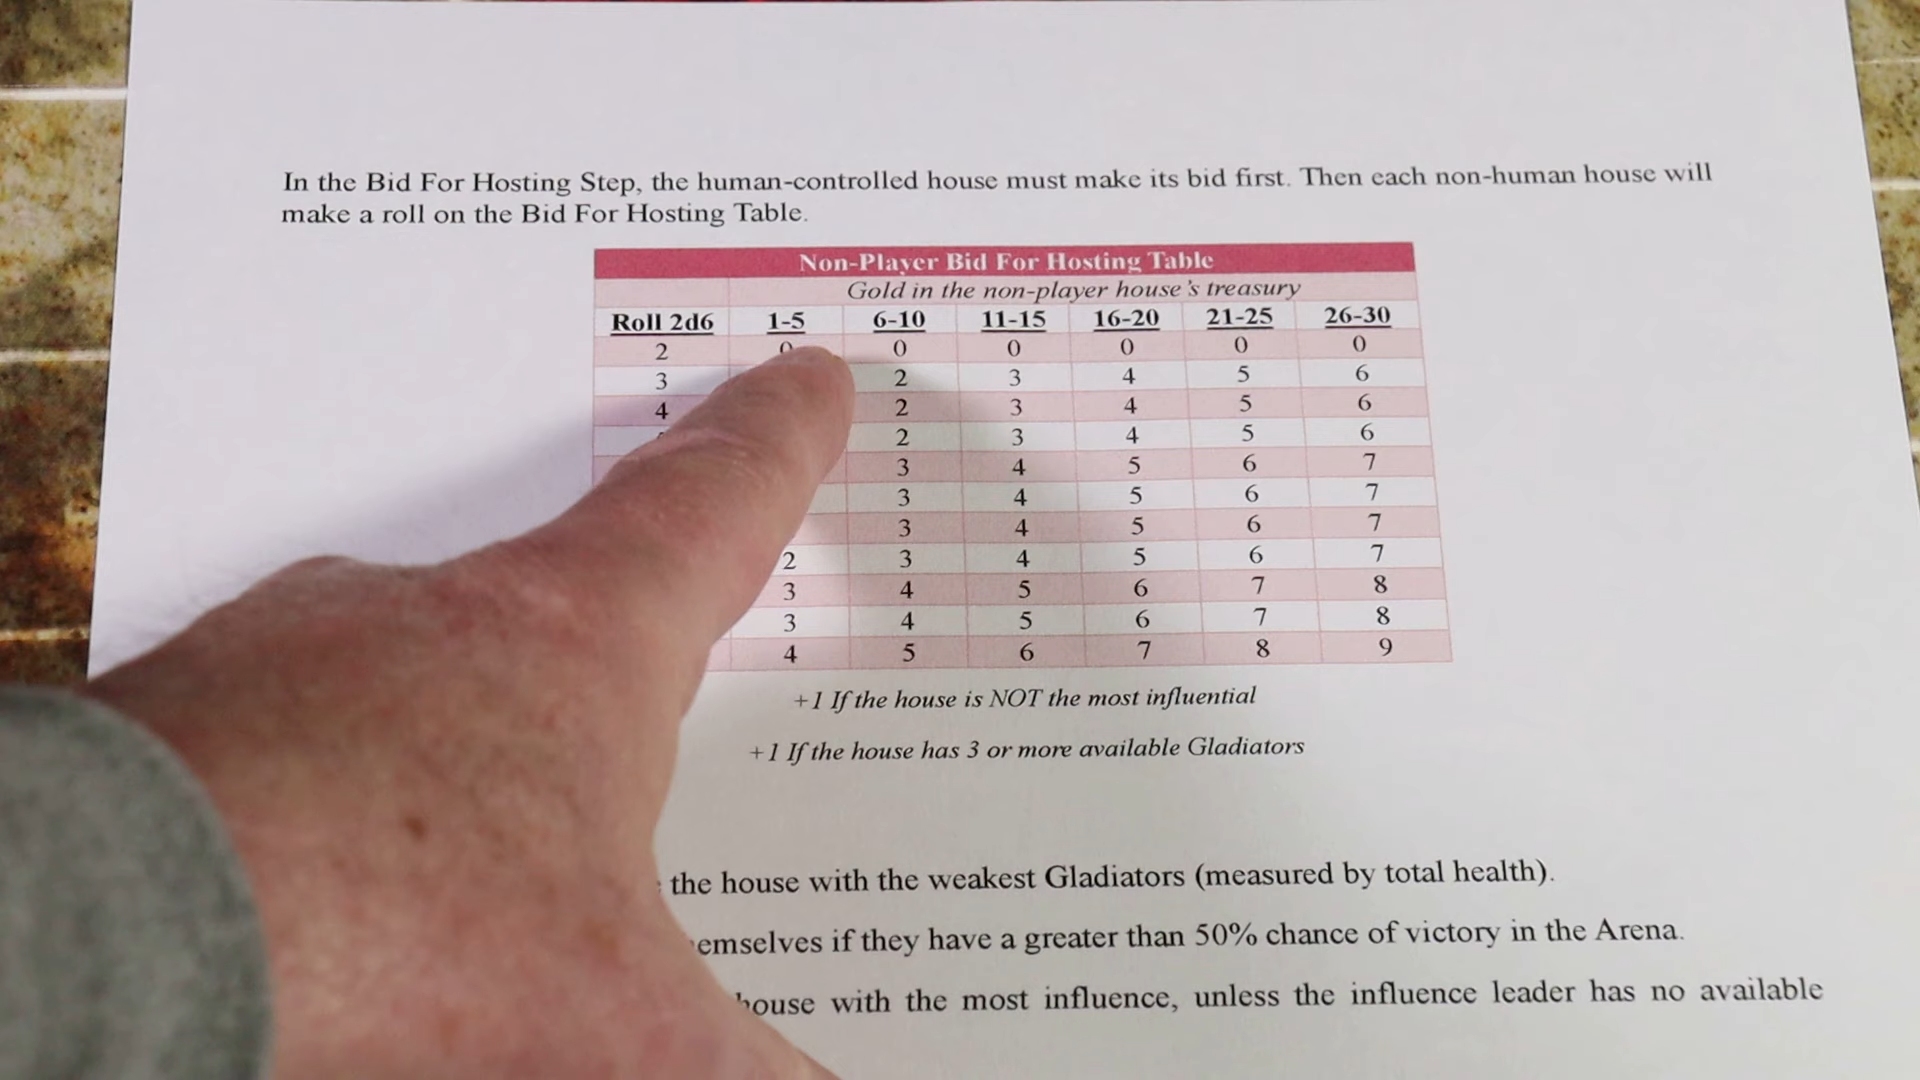 In the Bid For Hosting Step, the human-controlled house must make its bid first. Then each non-human house will
make a roll on the Bid For Hosting Table.
Non-Player Bid For Hosting Table
Gold in the non-player house's treasury
Roll 2d6 1-5 6-10 11-15 16-20 21-25 26-30
2 0 0 0 0 0 0
3 2 3 4 5 6
4 2 3 4 5 6
2 3 4 5 6
3 4 5 6 7
3 4 5 6 7
3 4 5 6 7
2 3 4 5 6 7
3 4 5 6 7 8
3 4 5 6 7 8
4 5 6 7 8 9
+1 If the house is NOT the most influential
+1 If the house has 3 or more available Gladiators
the house with the weakest Gladiators (measured by total health).
if they have a greater than 50% chance of victory in the Arena.
house with the most influence, unless the influence leader has no available